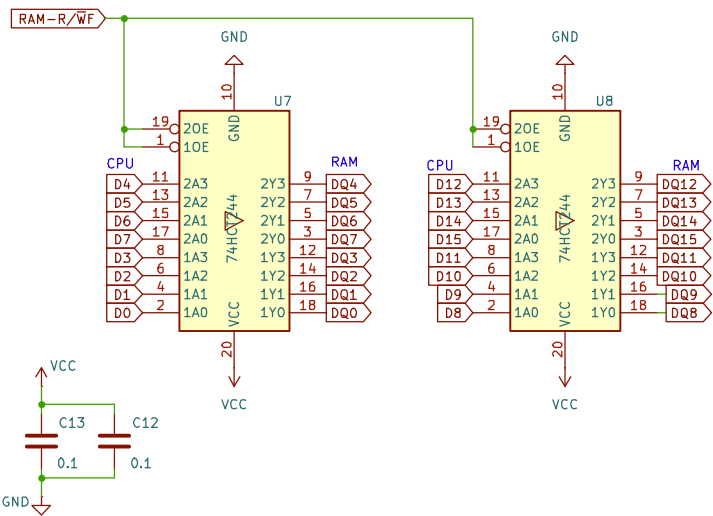 RAM-R/W̅F
GND GND
10 U7 10 U8
GND GND
19 2OE 19 2OE
1 1OE 1 1OE
CPU RAM CPU RAM
D4 11 2A3 2Y3 9 DQ4 D12 11 2A3 2Y3 9 DQ12
D5 13 2A2 2Y2 7 DQ5 D13 13 2A2 2Y2 7 DQ13
D6 15 2A1 2Y1 5 DQ6 D14 15 2A1 2Y1 5 DQ14
D7 17 2A0 2Y0 3 DQ7 D15 17 2A0 2Y0 3 DQ15
D3 8 1A3 1Y3 12 DQ3 D11 8 1A3 1Y3 12 DQ11
D2 6 1A2 1Y2 14 DQ2 D10 6 1A2 1Y2 14 DQ10
D1 4 1A1 1Y1 16 DQ1 D9 4 1A1 1Y1 16 DQ9
D0 2 1A0 1Y0 18 DQ0 D8 2 1A0 1Y0 18 DQ8
74HCT244 74HCT244
VCC VCC
20 20
VCC VCC
VCC
C13 C12
0.1 0.1
GND